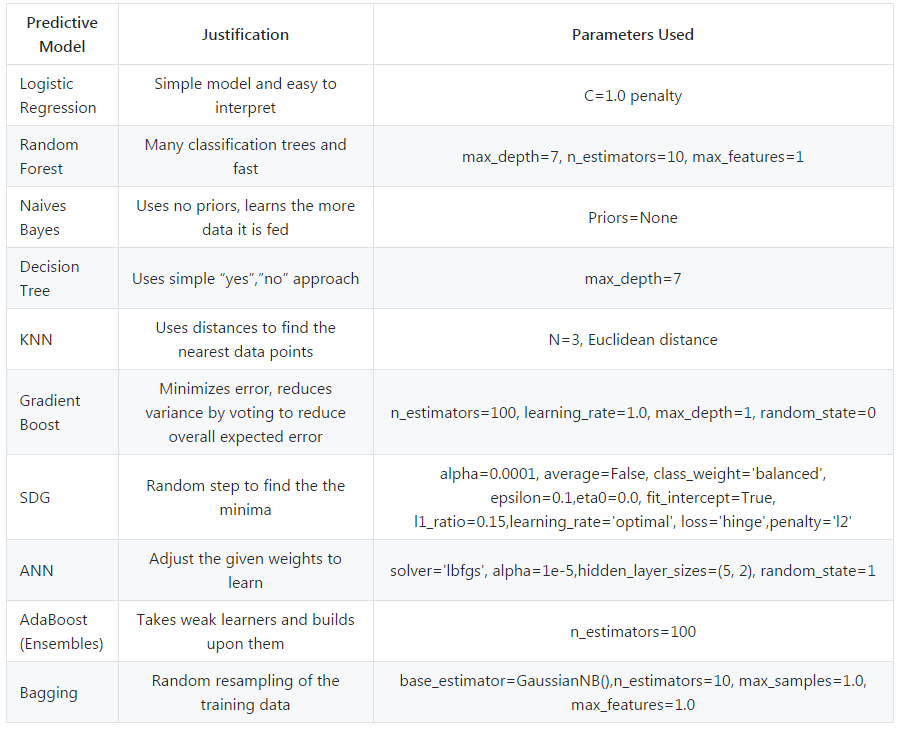 Predictive
Model
Justification
Parameters Used
Logistic
Regression
Simple model and easy to
interpret
C=1.0 penalty
Random
Forest
Many classification trees and
fast
max_depth=7, n_estimators=10, max_features=1
Naives
Bayes
Uses no priors, learns the more
data it is fed
Priors=None
Decision
Tree
Uses simple “yes”,”no” approach
max_depth=7
KNN
Uses distances to find the
nearest data points
N=3, Euclidean distance
Gradient
Boost
Minimizes error, reduces
variance by voting to reduce
overall expected error
n_estimators=100, learning_rate=1.0, max_depth=1, random_state=0
SDG
Random step to find the the
minima
alpha=0.0001, average=False, class_weight='balanced',
epsilon=0.1,eta0=0.0, fit_intercept=True,
l1_ratio=0.15,learning_rate='optimal', loss='hinge',penalty='l2'
ANN
Adjust the given weights to
learn
solver='lbfgs', alpha=1e-5,hidden_layer_sizes=(5, 2), random_state=1
AdaBoost
(Ensembles)
Takes weak learners and builds
upon them
n_estimators=100
Bagging
Random resampling of the
training data
base_estimator=GaussianNB(),n_estimators=10, max_samples=1.0,
max_features=1.0